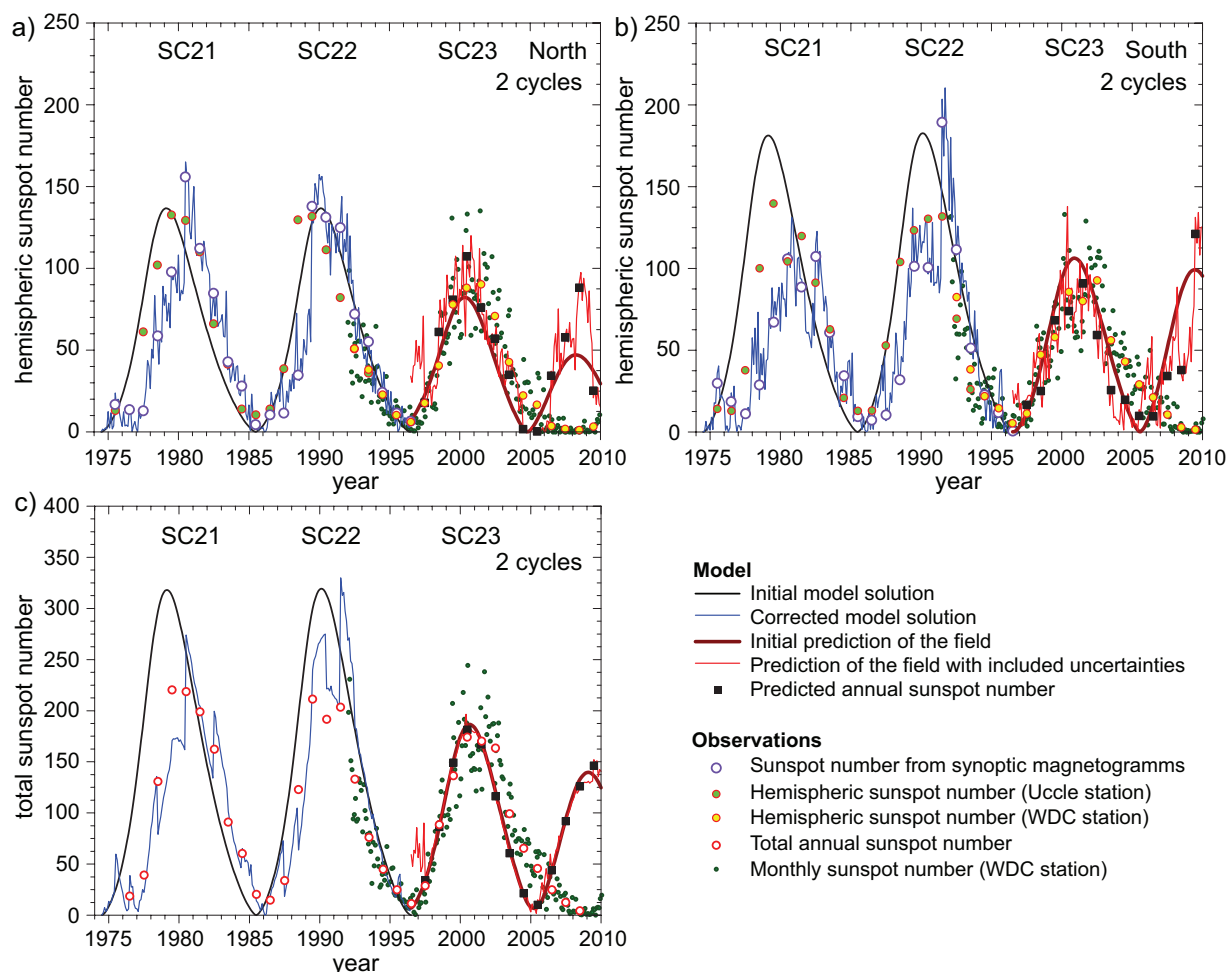 a)
SC21 SC22 SC23 North
2 cycles
hemispheric sunspot number
250
200
150
100
50
0
1975 1980 1985 1990 1995 2000 2005 2010
year
b)
SC21 SC22 SC23 South
2 cycles
hemispheric sunspot number
250
200
150
100
50
0
1975 1980 1985 1990 1995 2000 2005 2010
year
c)
SC21 SC22 SC23
2 cycles
total sunspot number
400
350
300
250
200
150
100
50
0
1975 1980 1985 1990 1995 2000 2005 2010
year
Model
Initial model solution
Corrected model solution
Initial prediction of the field
Prediction of the field with included uncertainties
Predicted annual sunspot number
Observations
Sunspot number from synoptic magnetogramms
Hemispheric sunspot number (Uccle station)
Hemispheric sunspot number (WDC station)
Total annual sunspot number
Monthly sunspot number (WDC station)